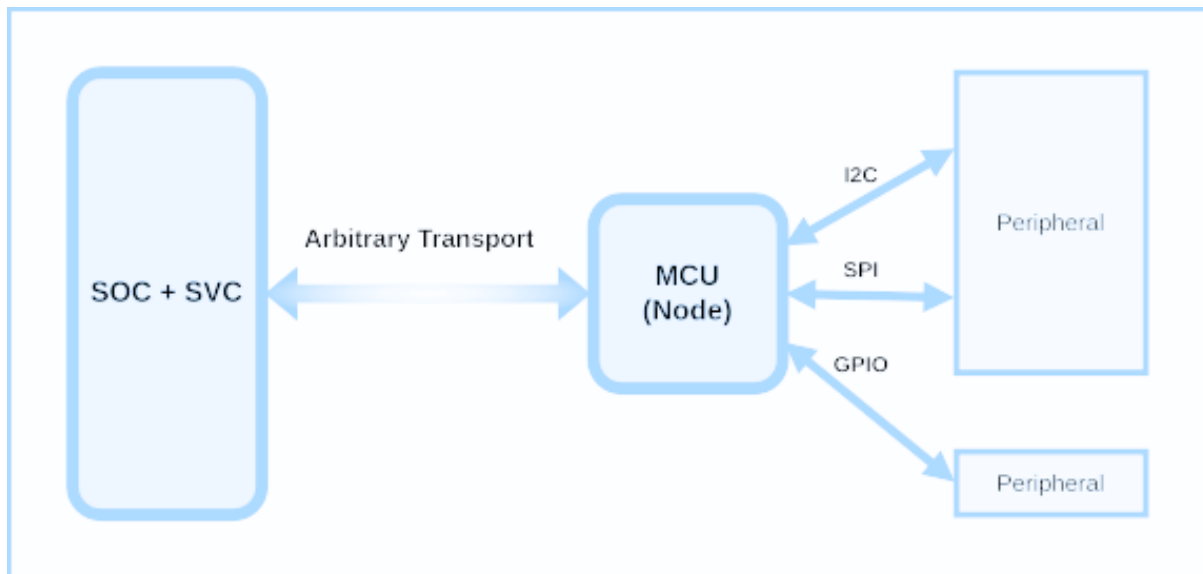 SOC + SVC
Arbitrary Transport
MCU
(Node)
I2C
SPI
GPIO
Peripheral
Peripheral